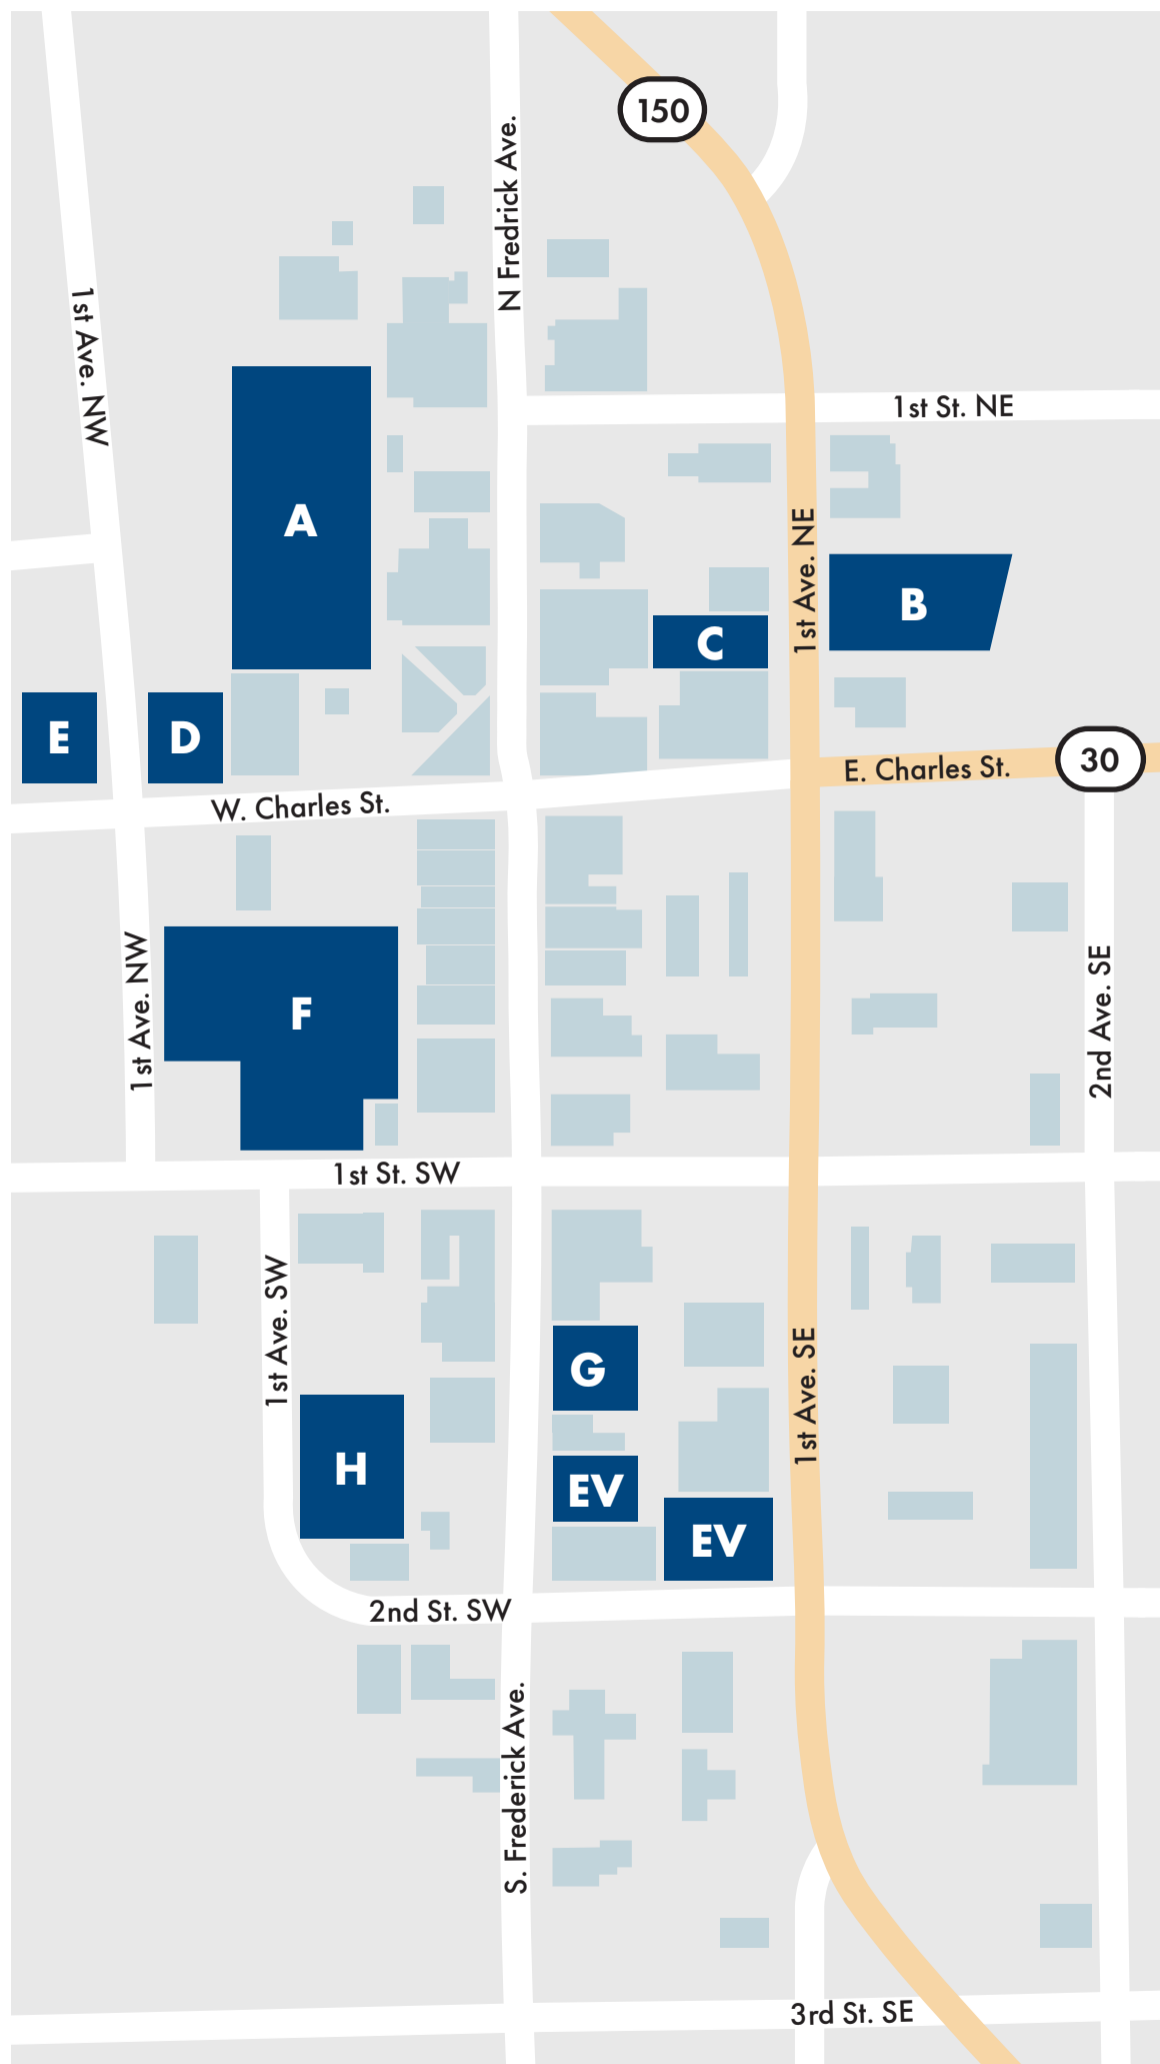 150
N Fredrick Ave.
1st Ave. NW
1st St. NE
A
1st Ave. NE
B
C
E
D
E. Charles St.
30
W. Charles St.
1st Ave. NW
F
2nd Ave. SE
1st St. SW
1st Ave. SW
G
1st Ave. SE
H
EV
EV
2nd St. SW
S. Frederick Ave.
3rd St. SE